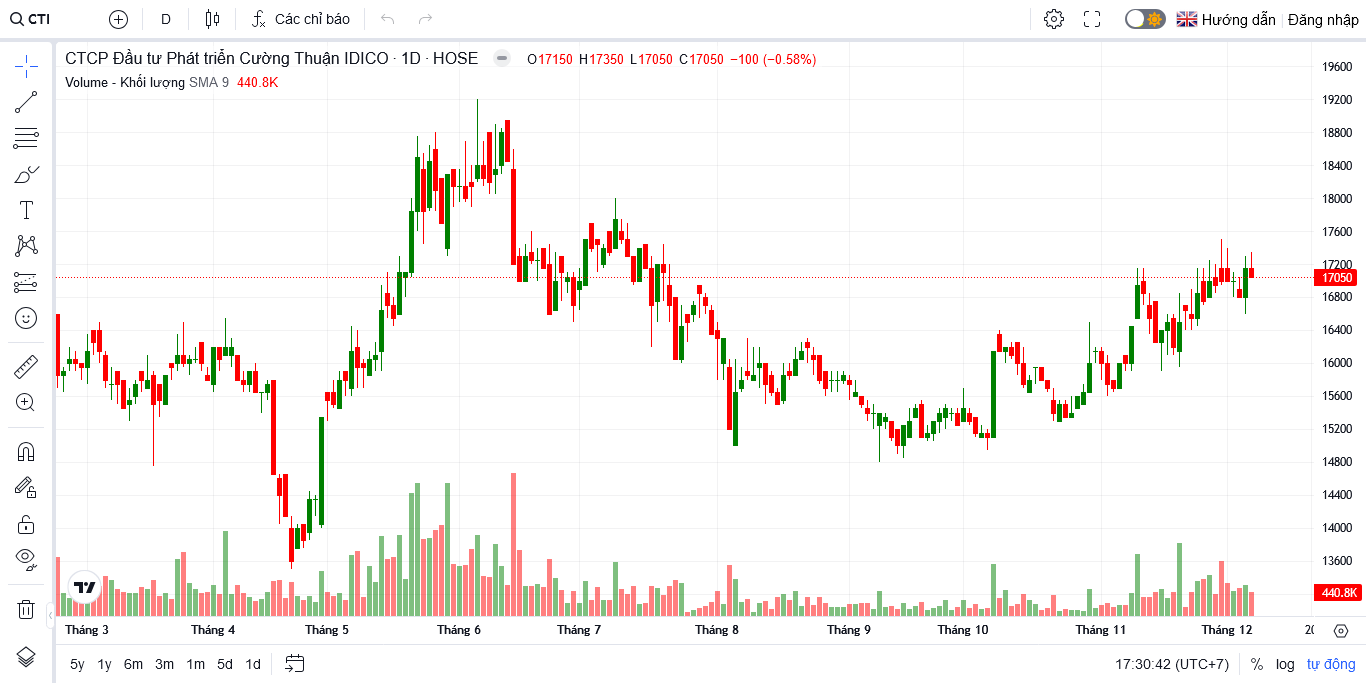 CTI D Các chỉ báo Hướng dẫn Đăng nhập
CTCP Đầu tư Phát triển Cường Thuận IDICO · 1D · HOSE O17150 H17350 L17050 C17050 −100 (−0.58%)
Volume - Khối lượng SMA 9 440.8K
19600
19200
18800
18400
18000
17600
17200
17050
16800
16400
16000
15600
15200
14800
14400
14000
13600
440.8K
Tháng 3 Tháng 4 Tháng 5 Tháng 6 Tháng 7 Tháng 8 Tháng 9 Tháng 10 Tháng 11 Tháng 12
5y 1y 6m 3m 1m 5d 1d 17:30:42 (UTC+7) % log tự động